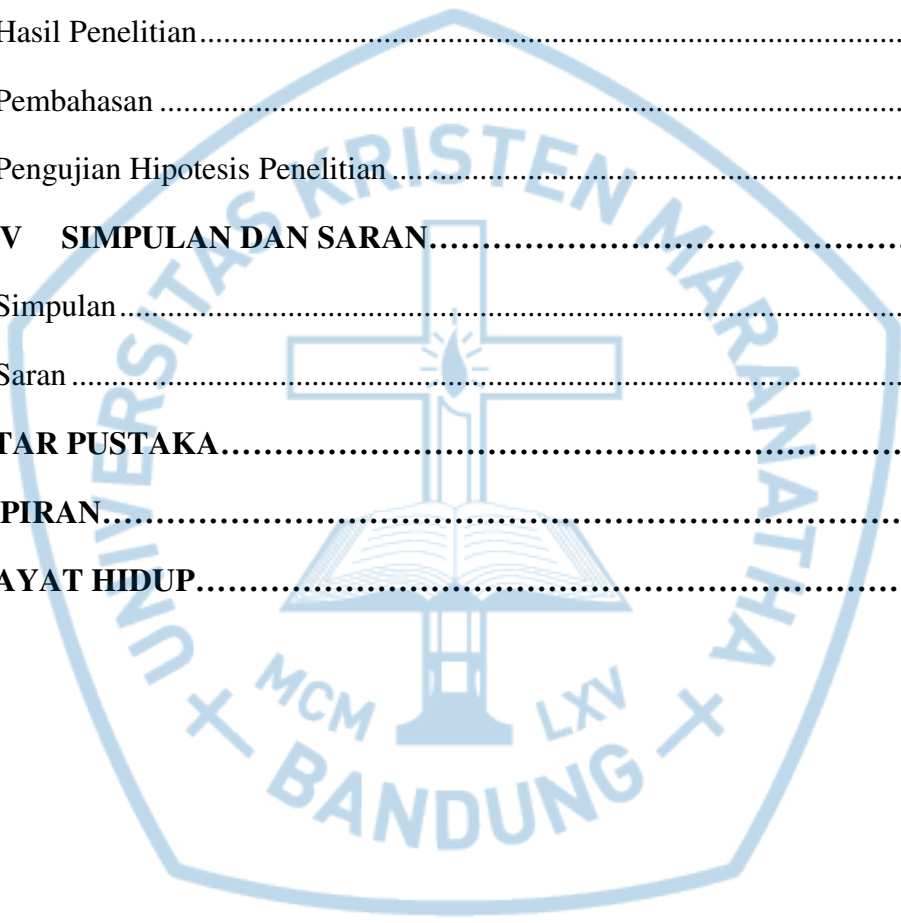 Hasil Penelitian..........................................................................................
Pembahasan ..........................................................................................
Pengujian Hipotesis Penelitian ..................................................................
V SIMPULAN DAN SARAN……………………………………
Simpulan..........................................................................................
Saran ..........................................................................................
TAR PUSTAKA………………………………………………………
PIRAN……………………………………………………………………
AYAT HIDUP…………………………………………………………
UNIVERSITAS KRISTEN MARANATHA
MCM LXV
BANDUNG